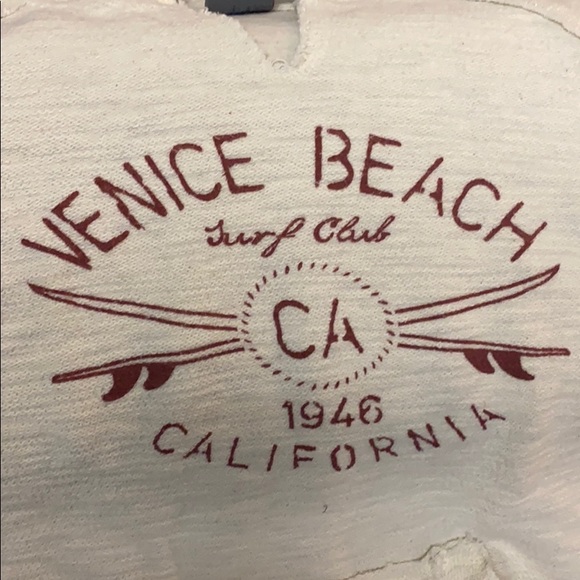 VENICE BEACH
Surf Club
CA
1946
CALIFORNIA